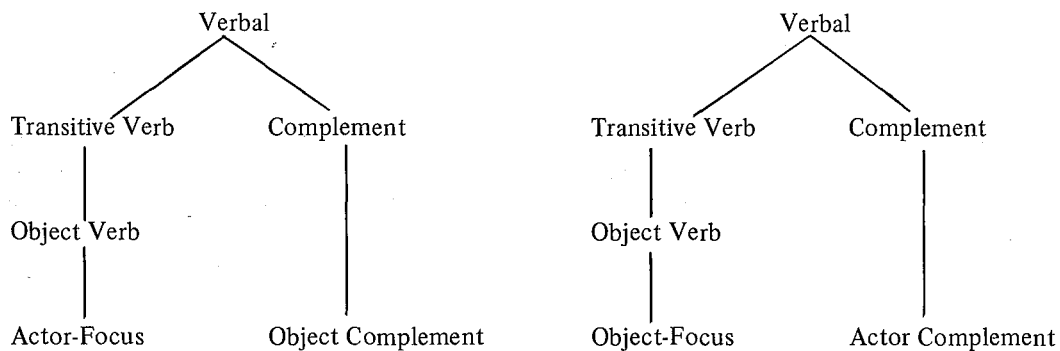 Verbal Verbal
Transitive Verb Complement Transitive Verb Complement
Object Verb Object Verb
Actor-Focus Object Complement Object-Focus Actor Complement